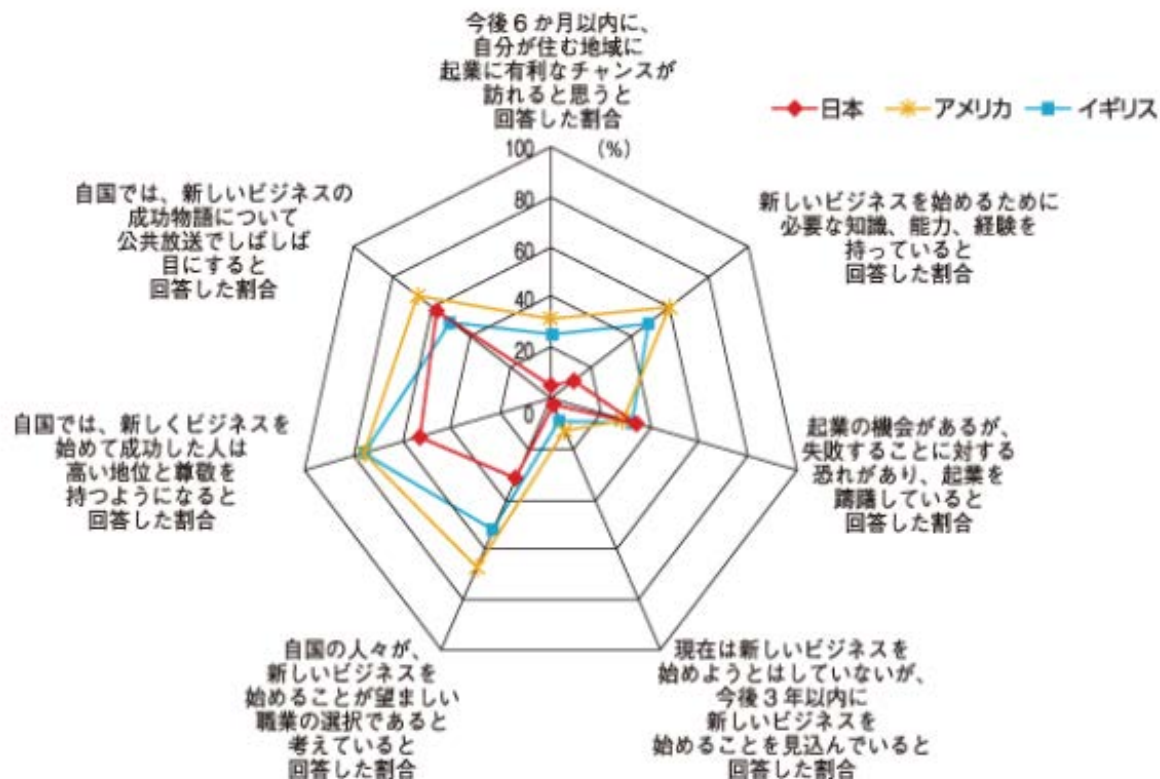 今後6か月以内に、
自分が住む地域に
起業に有利なチャンスが
訪れると思うと
回答した割合
日本
アメリカ
イギリス
100
(%)
80
60
40
20
0
新しいビジネスを始めるために
必要な知識、能力、経験を
持っていると
回答した割合
起業の機会があるが、
失敗することに対する
恐れがあり、起業を
躊躇していると
回答した割合
現在は新しいビジネスを
始めようとはしていないが、
今後3年以内に
新しいビジネスを
始めることを見込んでいると
回答した割合
自国の人々が、
新しいビジネスを
始めることが望ましい
職業の選択であると
考えていると
回答した割合
自国では、新しくビジネスを
始めて成功した人は
高い地位と尊敬を
持つようになると
回答した割合
自国では、新しいビジネスの
成功物語について
公共放送でしばしば
目にすると
回答した割合